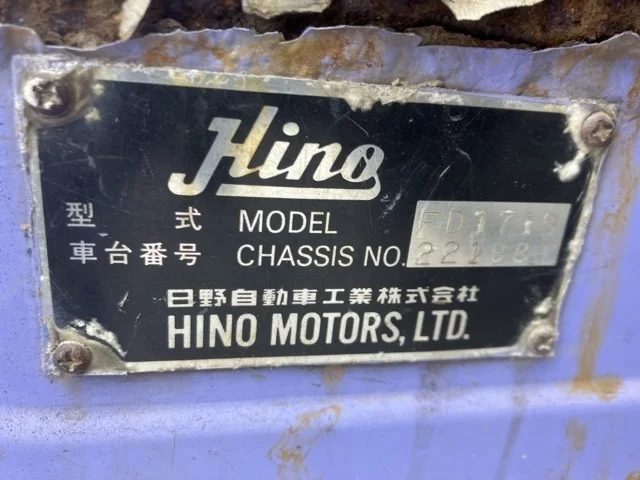 Hino
型 式 MODEL
車台番号 CHASSIS NO.
日野自動車工業株式会社
HINO MOTORS, LTD.